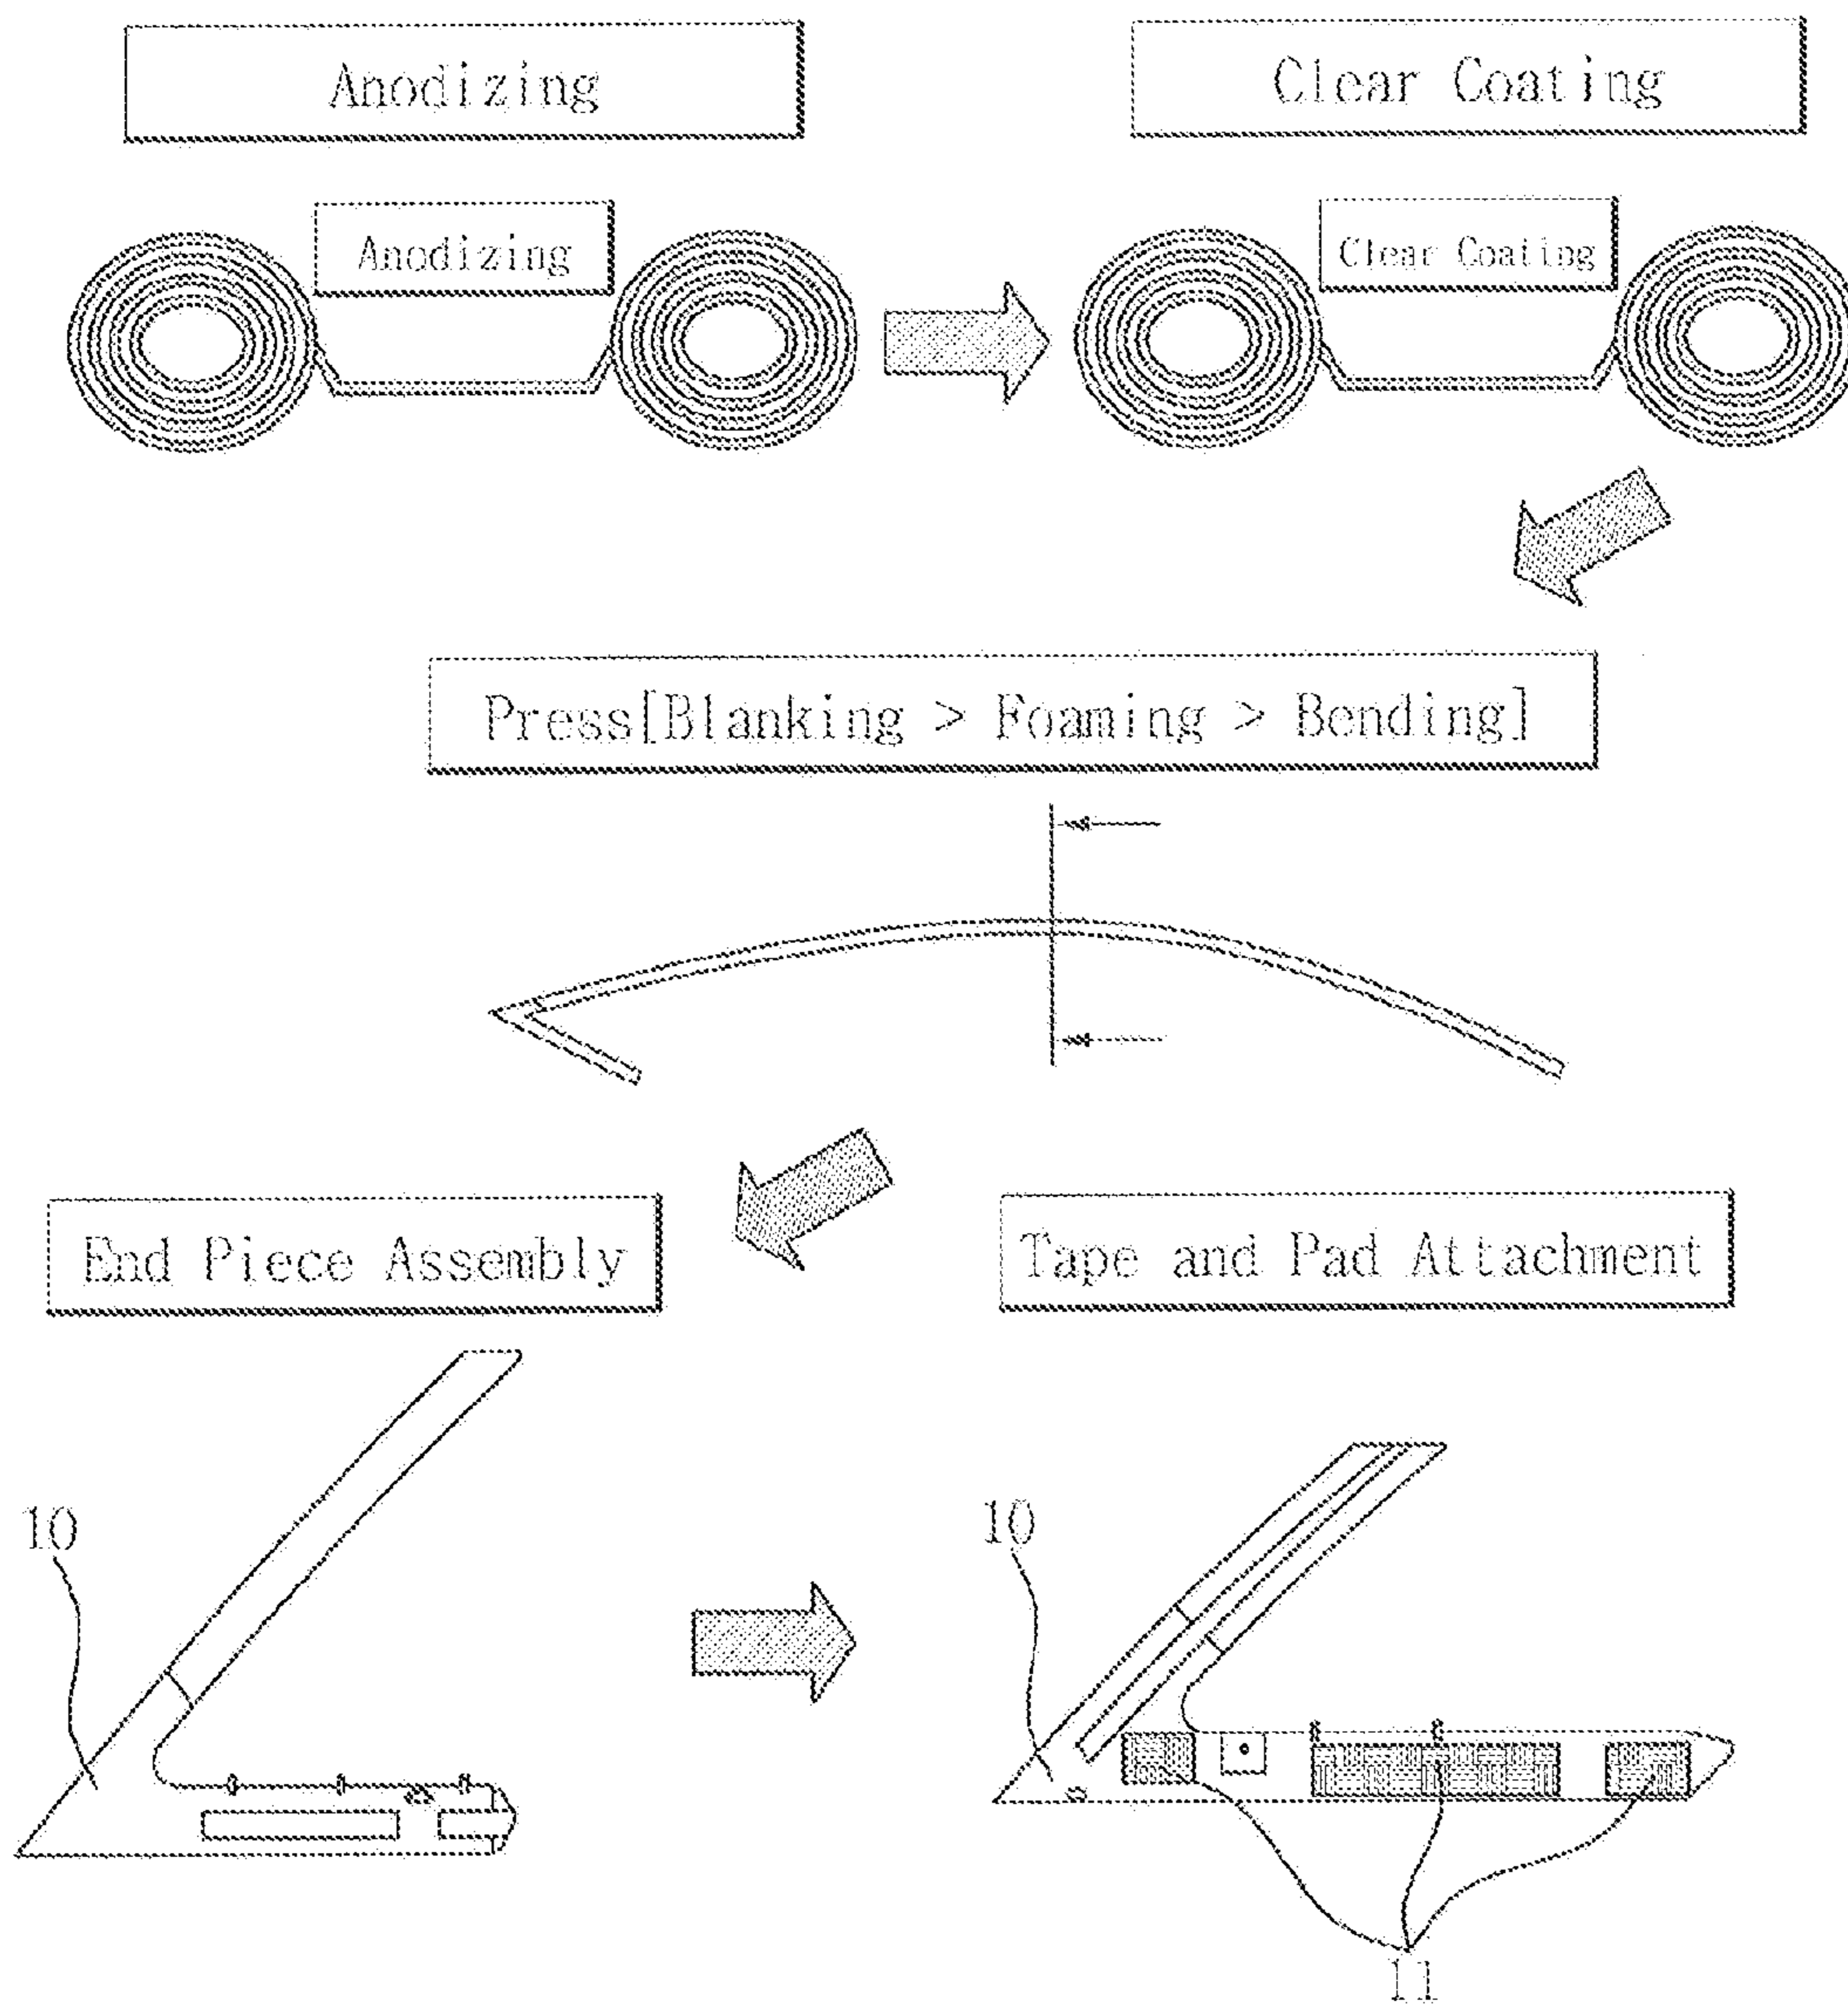 Anodizing
Clear Coating
Anodizing
Clear Coating
Press[Blanking > Foaming > Bending]
End Piece Assembly
Tape and Pad Attachment
10
10
11